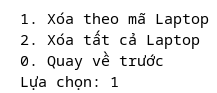 1. Xóa theo mã Laptop
2. Xóa tất cả Laptop
0. Quay về trước
Lựa chọn: 1